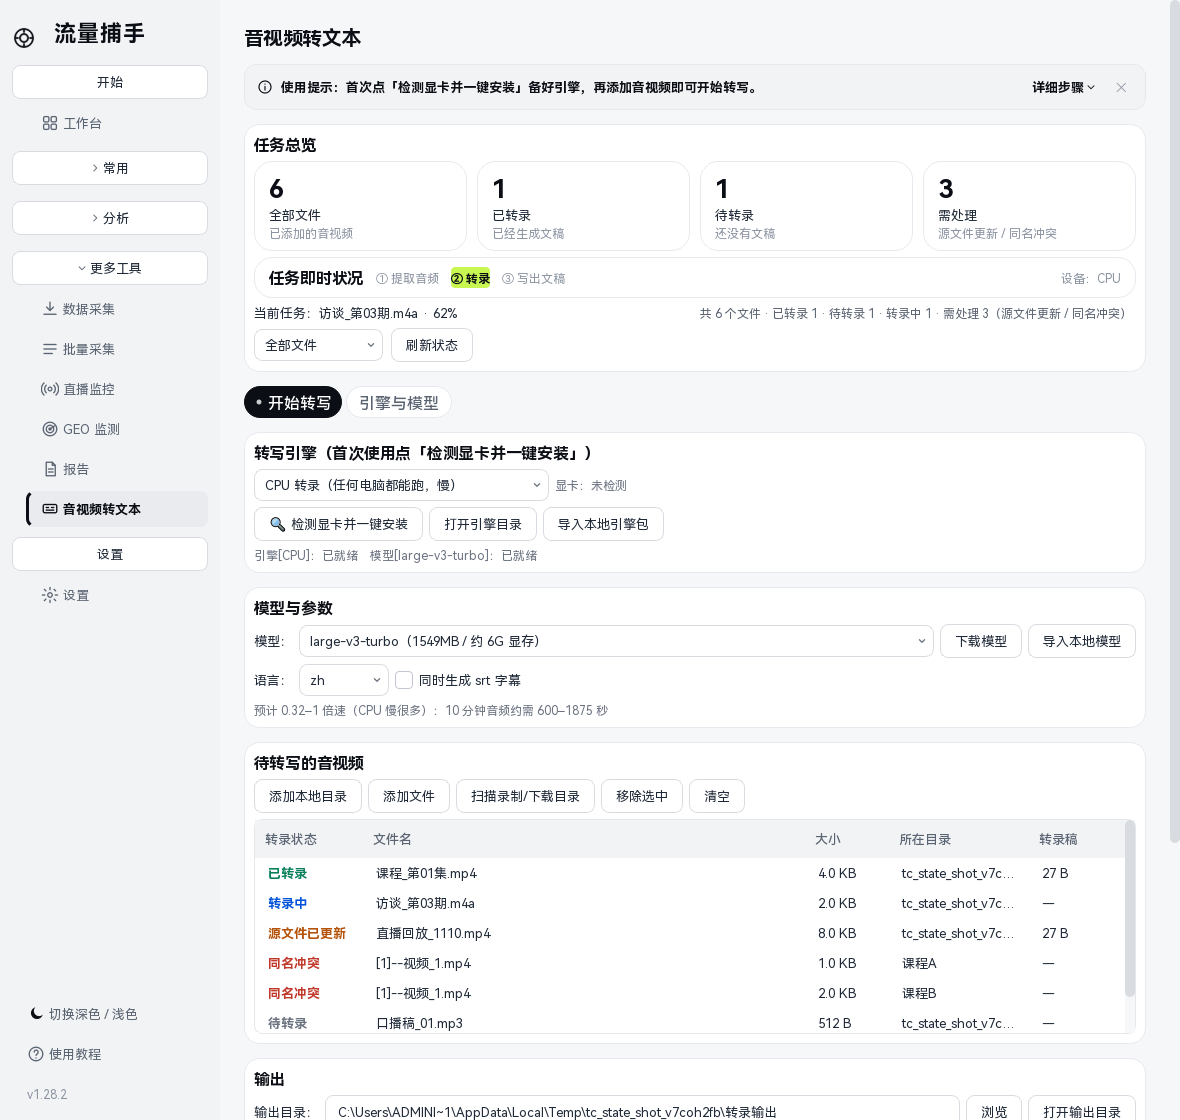 流量捕手
开始
工作台
常用
分析
更多工具
数据采集
批量采集
直播监控
GEO 监测
报告
音视频转文本
设置
设置
切换深色 / 浅色
使用教程
v1.28.2
音视频转文本
使用提示：首次点「检测显卡并一键安装」备好引擎，再添加音视频即可开始转写。 详细步骤
任务总览
6
全部文件
已添加的音视频
1
已转录
已经生成文稿
1
待转录
还没有文稿
3
需处理
源文件更新 / 同名冲突
任务即时状况 ① 提取音频 ② 转录 ③ 写出文稿 设备：CPU
当前任务：访谈_第03期.m4a · 62% 共 6 个文件 · 已转录 1 · 待转录 1 · 转录中 1 · 需处理 3（源文件更新 / 同名冲突）
全部文件 刷新状态
• 开始转写 引擎与模型
转写引擎（首次使用点「检测显卡并一键安装」）
CPU 转录（任何电脑都能跑，慢） 显卡：未检测
🔍 检测显卡并一键安装 打开引擎目录 导入本地引擎包
引擎[CPU]：已就绪 模型[large-v3-turbo]：已就绪
模型与参数
模型： large-v3-turbo（1549MB / 约 6G 显存） 下载模型 导入本地模型
语言： zh 同时生成 srt 字幕
预计 0.32–1 倍速（CPU 慢很多）：10 分钟音频约需 600–1875 秒
待转写的音视频
添加本地目录 添加文件 扫描录制/下载目录 移除选中 清空
转录状态 文件名 大小 所在目录 转录稿
已转录 课程_第01集.mp4 4.0 KB tc_state_shot_v7c… 27 B
转录中 访谈_第03期.m4a 2.0 KB tc_state_shot_v7c… —
源文件已更新 直播回放_1110.mp4 8.0 KB tc_state_shot_v7c… 27 B
同名冲突 [1]--视频_1.mp4 1.0 KB 课程A —
同名冲突 [1]--视频_1.mp4 2.0 KB 课程B —
待转录 口播稿_01.mp3 512 B tc_state_shot_v7c… —
输出
输出目录： C:\Users\ADMINI~1\AppData\Local\Temp\tc_state_shot_v7coh2fb\转录输出 浏览 打开输出目录